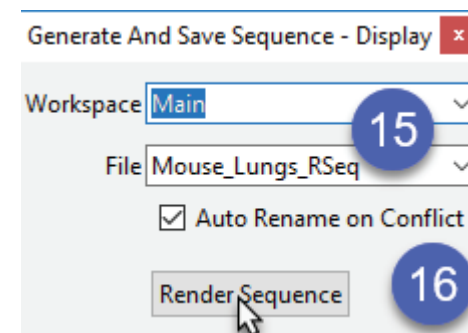 Generate And Save Sequence - Display x
Workspace Main
15
File Mouse_Lungs_RSeq
Auto Rename on Conflict
Render Sequence
16